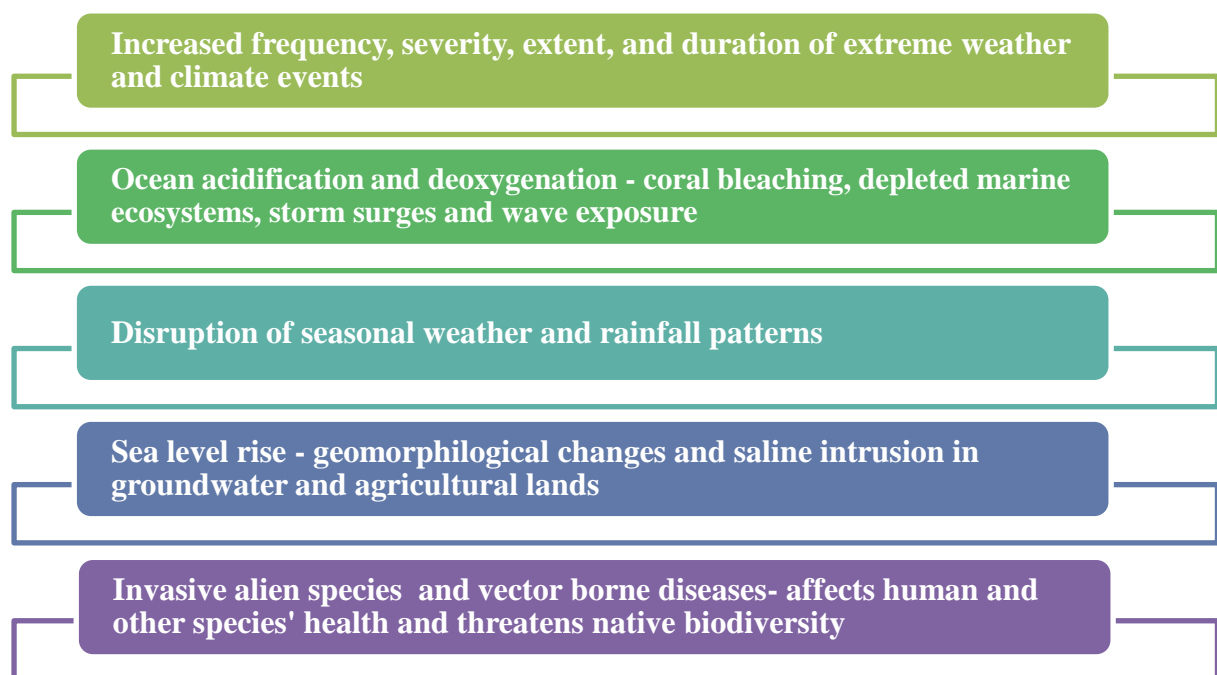 Increased frequency, severity, extent, and duration of extreme weather
and climate events
Ocean acidification and deoxygenation - coral bleaching, depleted marine
ecosystems, storm surges and wave exposure
Disruption of seasonal weather and rainfall patterns
Sea level rise - geomorphilogical changes and saline intrusion in
groundwater and agricultural lands
Invasive alien species  and vector borne diseases- affects human and
other species' health and threatens native biodiversity